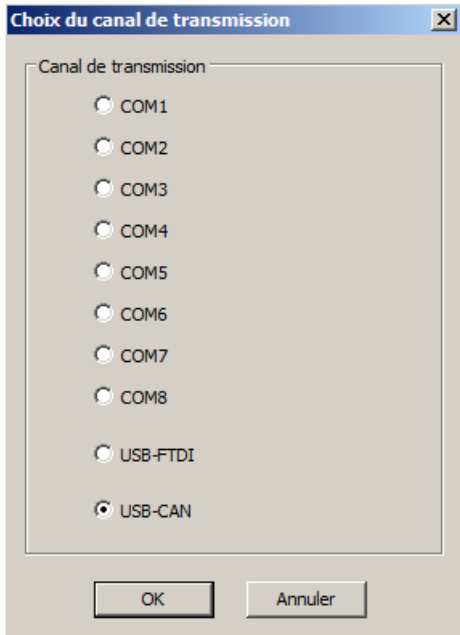 Choix du canal de transmission
Canal de transmission
COM1
COM2
COM3
COM4
COM5
COM6
COM7
COM8
USB-FTDI
USB-CAN
OK Annuler